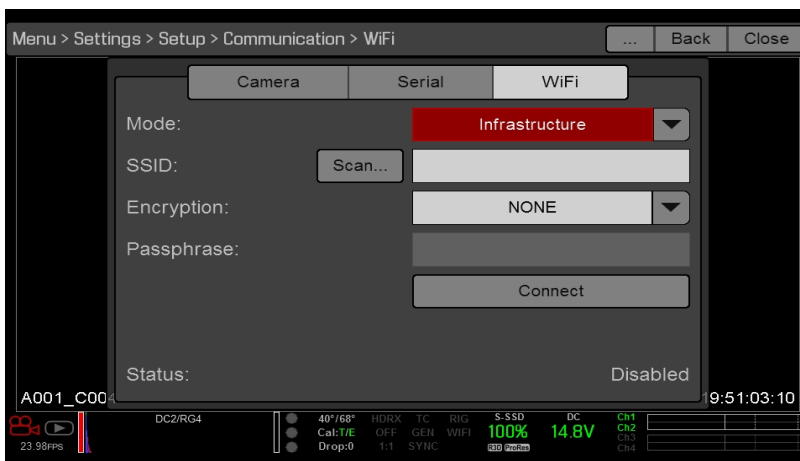 Menu > Settings > Setup > Communication > WiFi ... Back Close
Camera Serial WiFi
Mode: Infrastructure
SSID: Scan...
Encryption: NONE
Passphrase:
Connect
Status: Disabled
A001_C004 9:51:03:10
DC2/RG4 40°/68° HDRX TC RIG S-SSD DC Ch1
Cal:T/E OFF GEN WIFI 100% 14.8V Ch2
23.98FPS Drop:0 1:1 SYNC R3D ProRes Ch3
Ch4